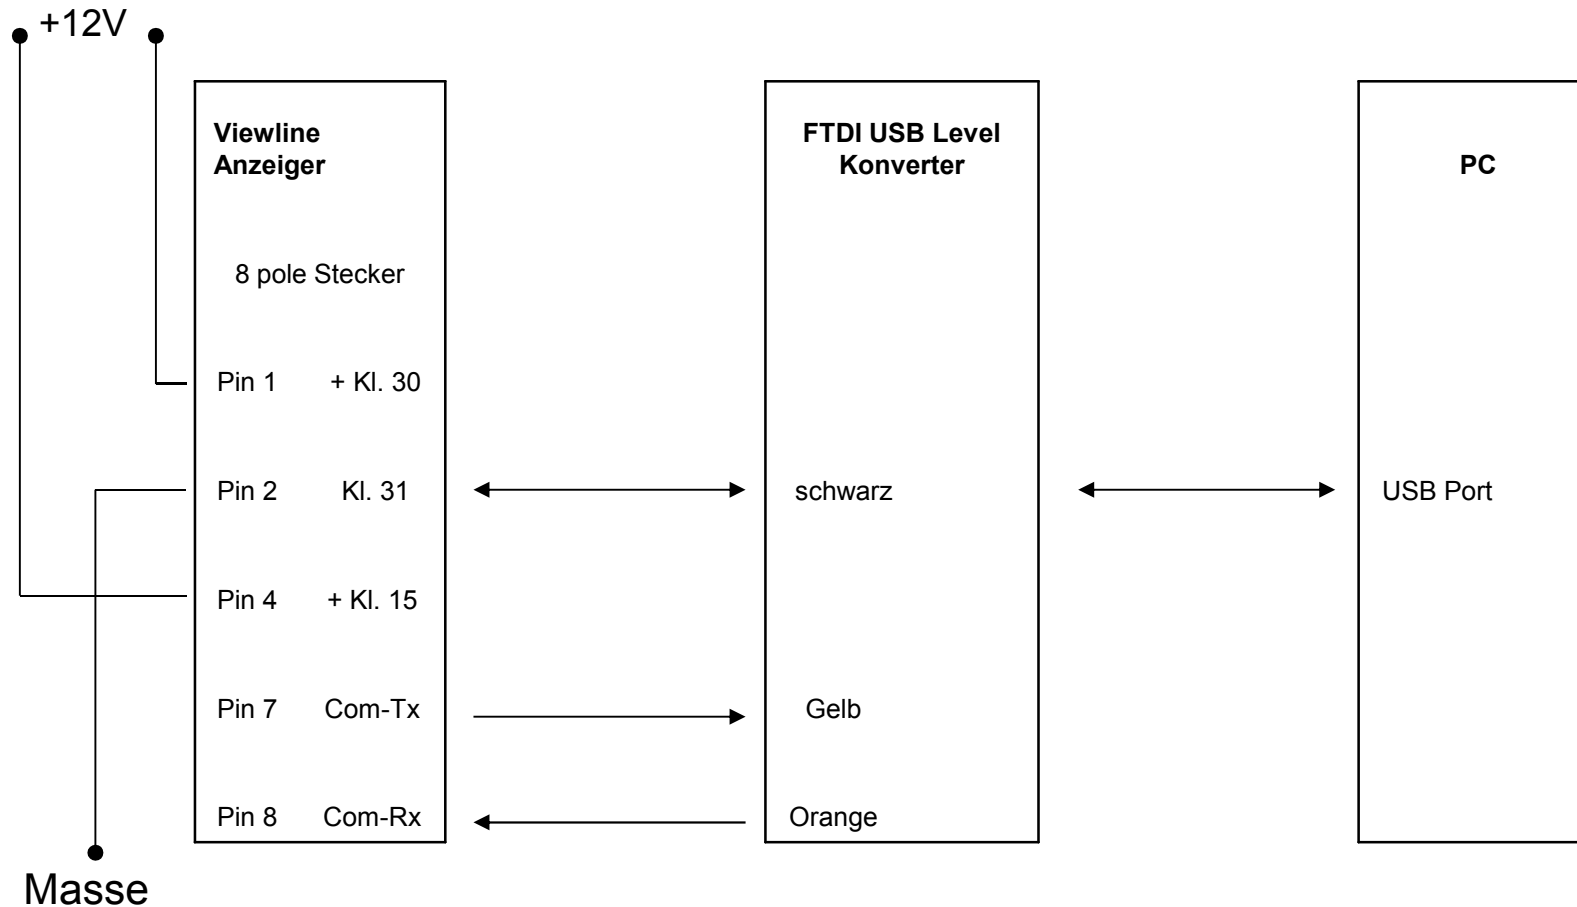 +12V
Viewline
Anzeiger
FTDI USB Level
Konverter
PC
8 pole Stecker
Pin 1 + Kl. 30
Pin 2 Kl. 31
schwarz
USB Port
Pin 4 + Kl. 15
Pin 7 Com-Tx
Gelb
Pin 8 Com-Rx
Orange
Masse